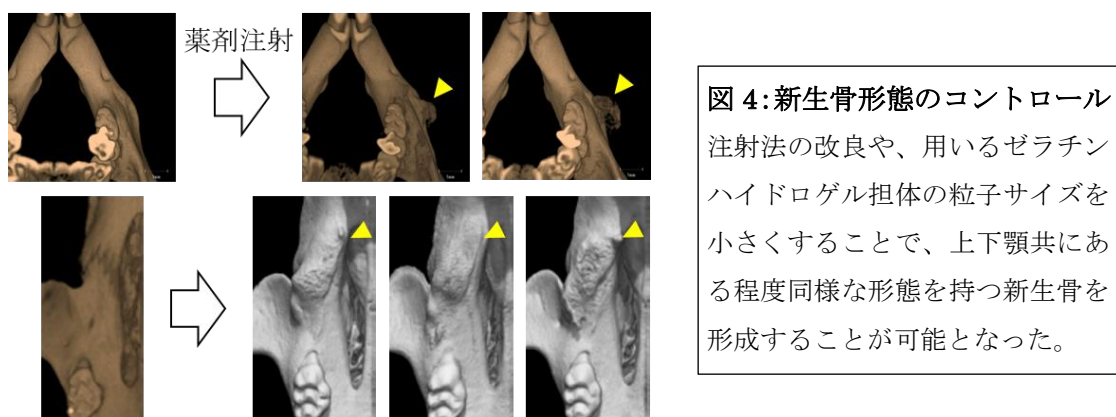 薬剤注射
図 4:新生骨形態のコントロール
注射法の改良や、用いるゼラチン
ハイドロゲル担体の粒子サイズを
小さくすることで、上下顎共にあ
る程度同様な形態を持つ新生骨を
形成することが可能となった。